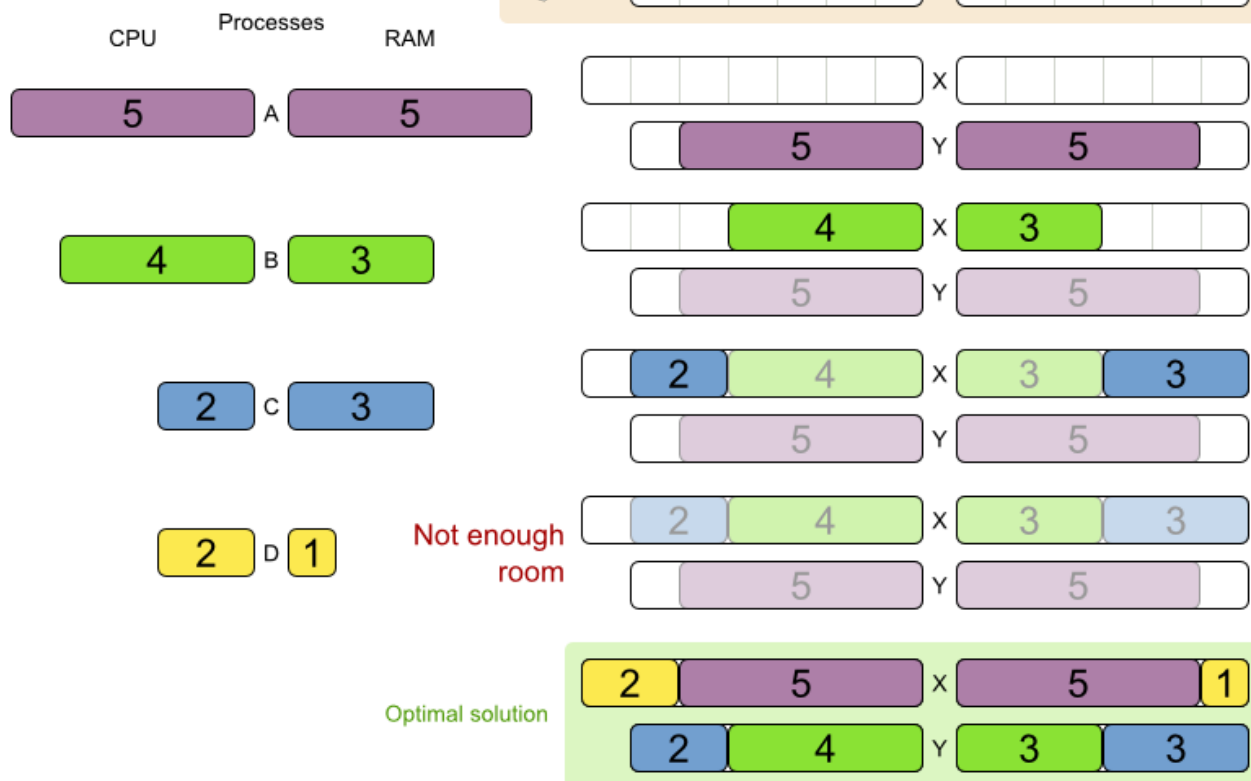 Processes
CPU RAM
X
5 A 5
5 Y 5
4 X 3
4 B 3
5 Y 5
2 4 X 3 3
2 C 3
5 Y 5
2 4 X 3 3
Not enough
room
2 D 1
5 Y 5
2 5 X 5 1
Optimal solution
2 4 Y 3 3